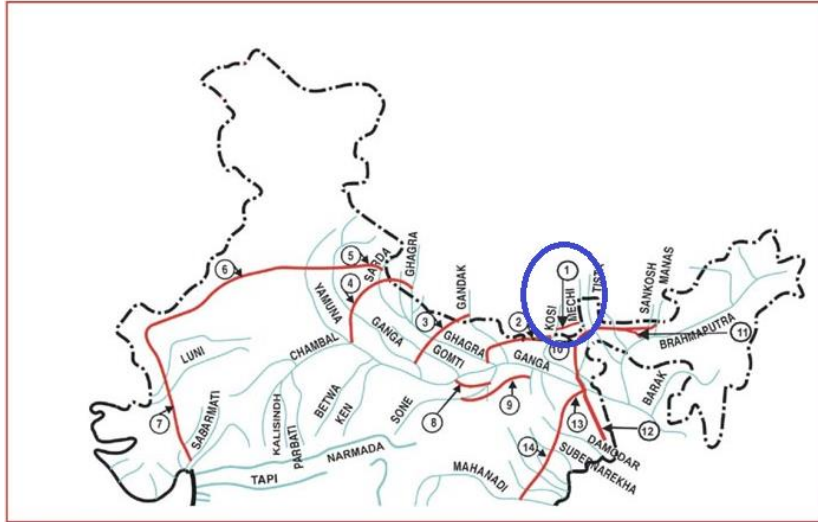 1
TISTA
SANKOSH
MANAS
5
SARDA
GHAGRA
6
4
YAMUNA
GANDAK
KOSI
MECHI
3
2
10
GANGA
GHAGRA
GOMTI
GANGA
BRAHMAPUTRA
11
LUNI
CHAMBAL
BARAK
7
SABARMATI
KALISINDH
PARBATI
BETWA
KEN
SONE
8
9
13
12
DAMODAR
SUBERNAREKHA
14
NARMADA
TAPI
MAHANADI